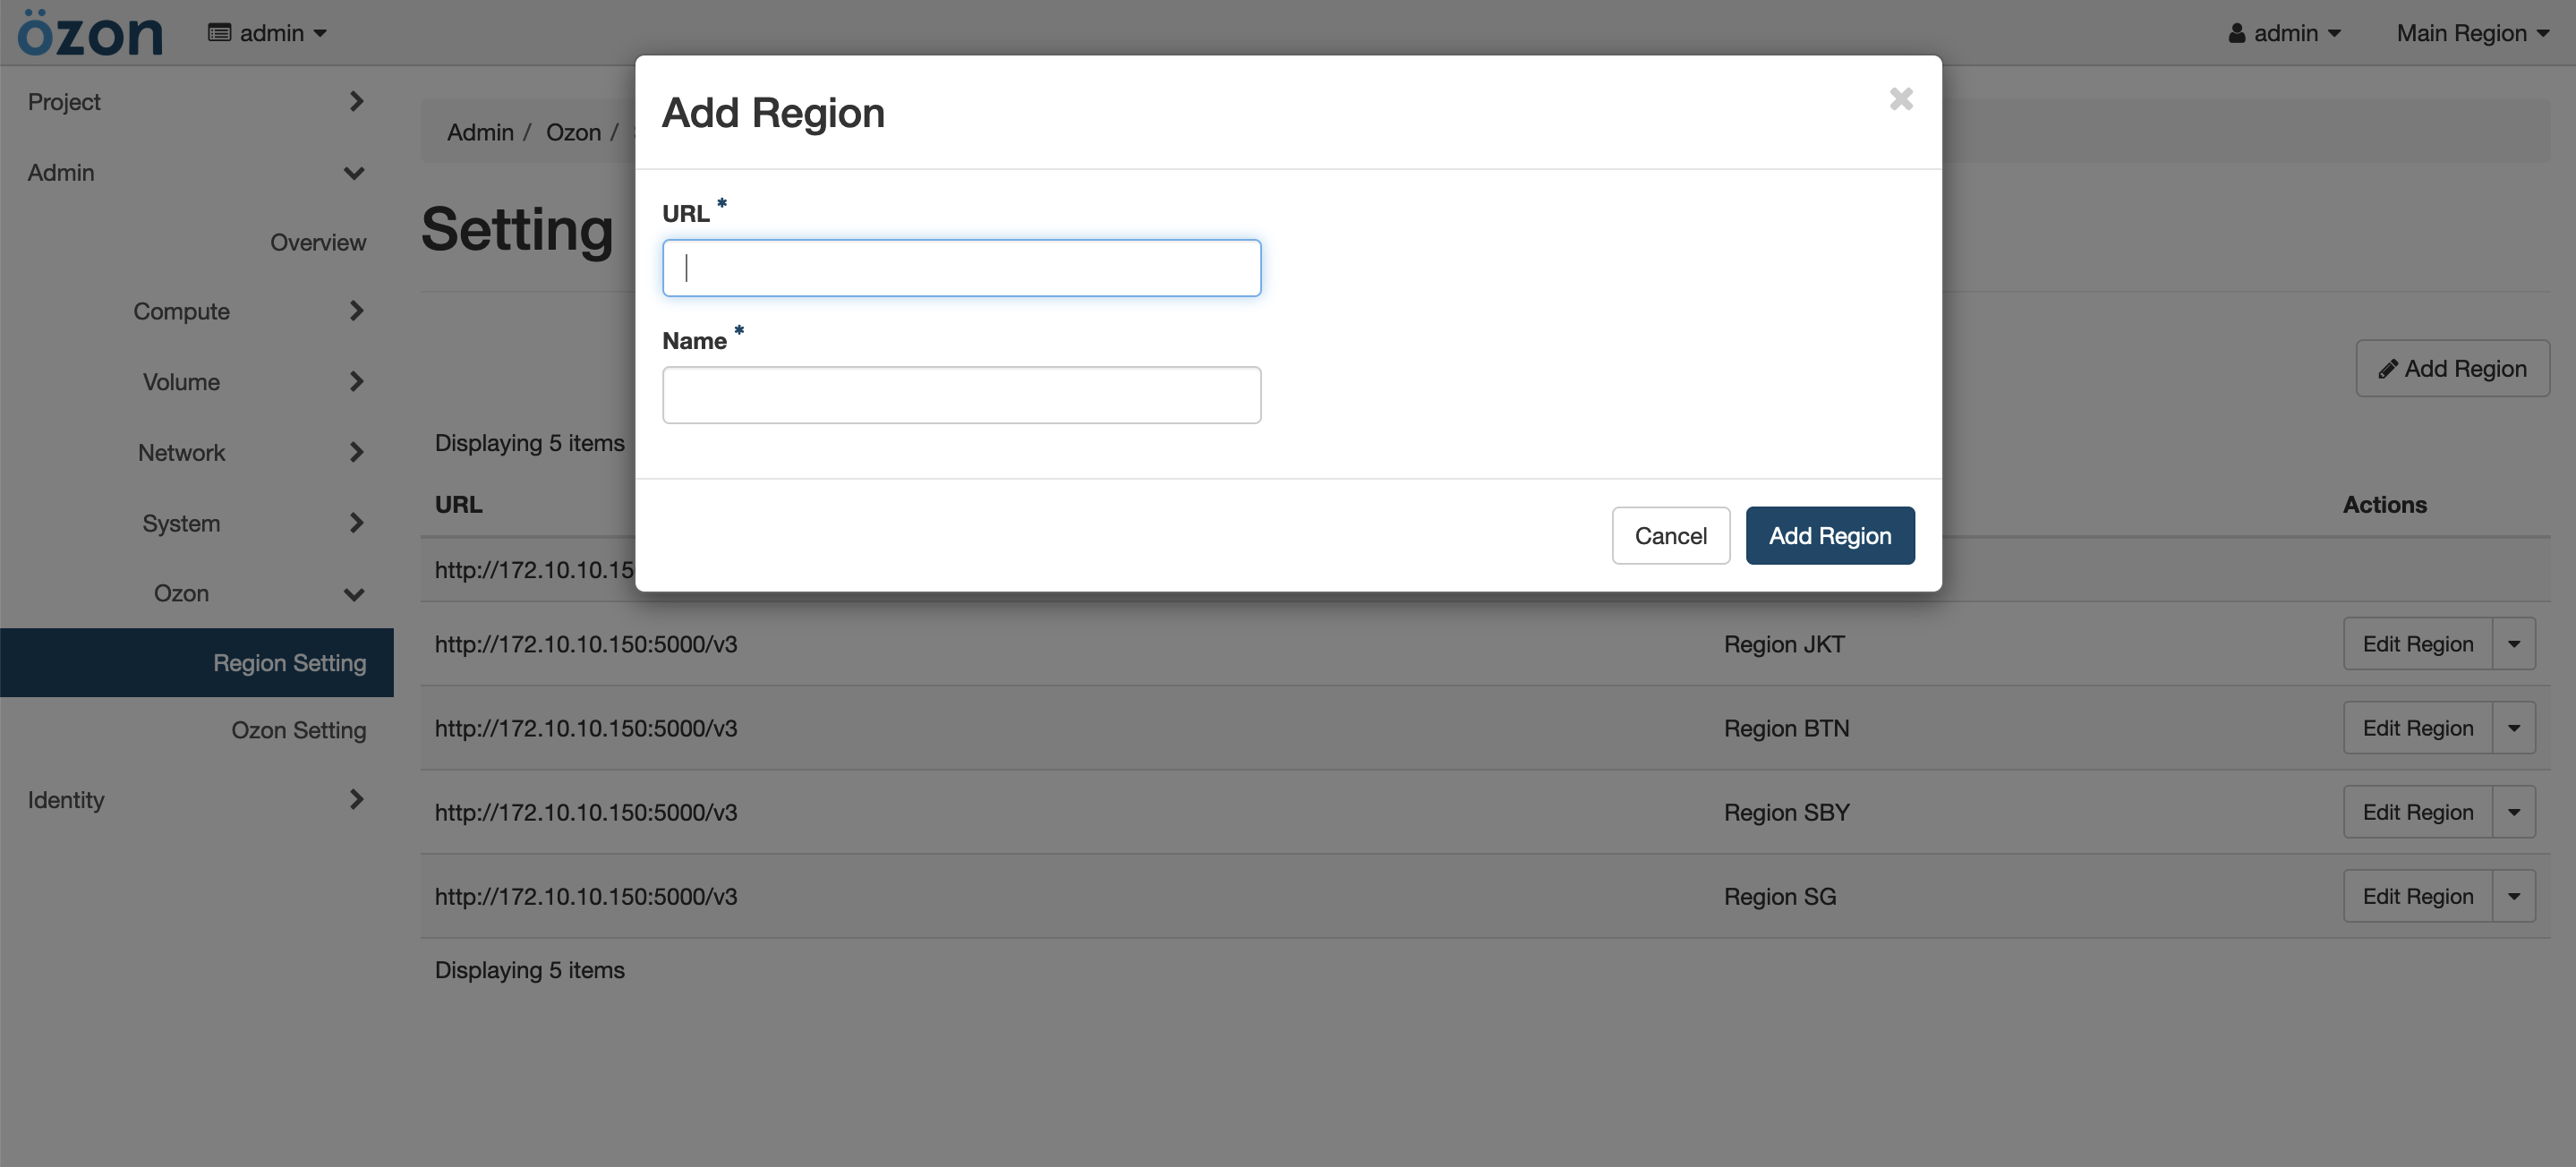 özon
admin
admin
Main Region
Project
Admin
Overview
Compute
Volume
Network
System
Ozon
Region Setting
Ozon Setting
Identity
Admin / Ozon /
Setting
Add Region
Displaying 5 items
URL
Actions
http://172.10.10.15
http://172.10.10.150:5000/v3 Region JKT Edit Region
http://172.10.10.150:5000/v3 Region BTN Edit Region
http://172.10.10.150:5000/v3 Region SBY Edit Region
http://172.10.10.150:5000/v3 Region SG Edit Region
Displaying 5 items
Add Region
URL *
Name *
Cancel
Add Region